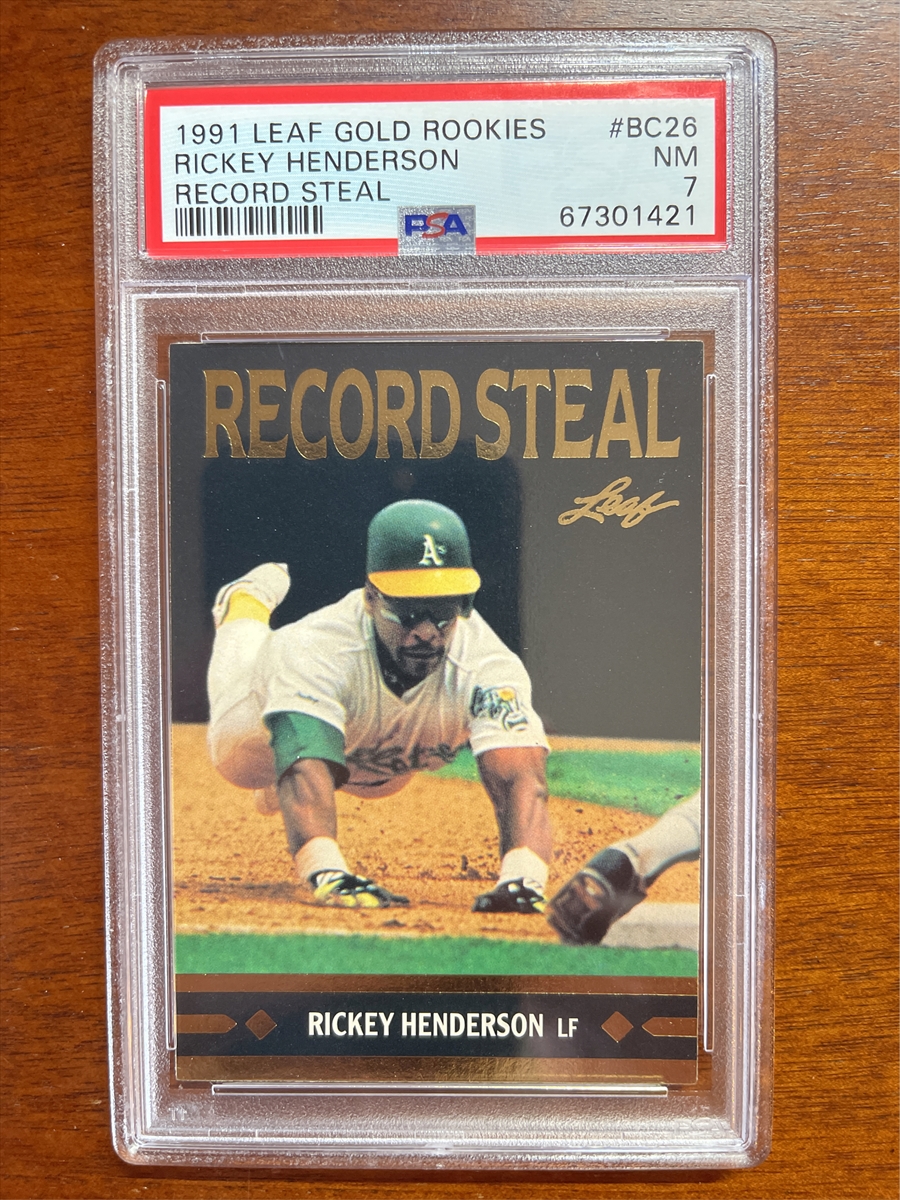 1991 LEAF GOLD ROOKIES #BC26
RICKEY HENDERSON NM
RECORD STEAL 7
PSA 67301421
RECORD STEAL
Leaf
A's
RICKEY HENDERSON LF